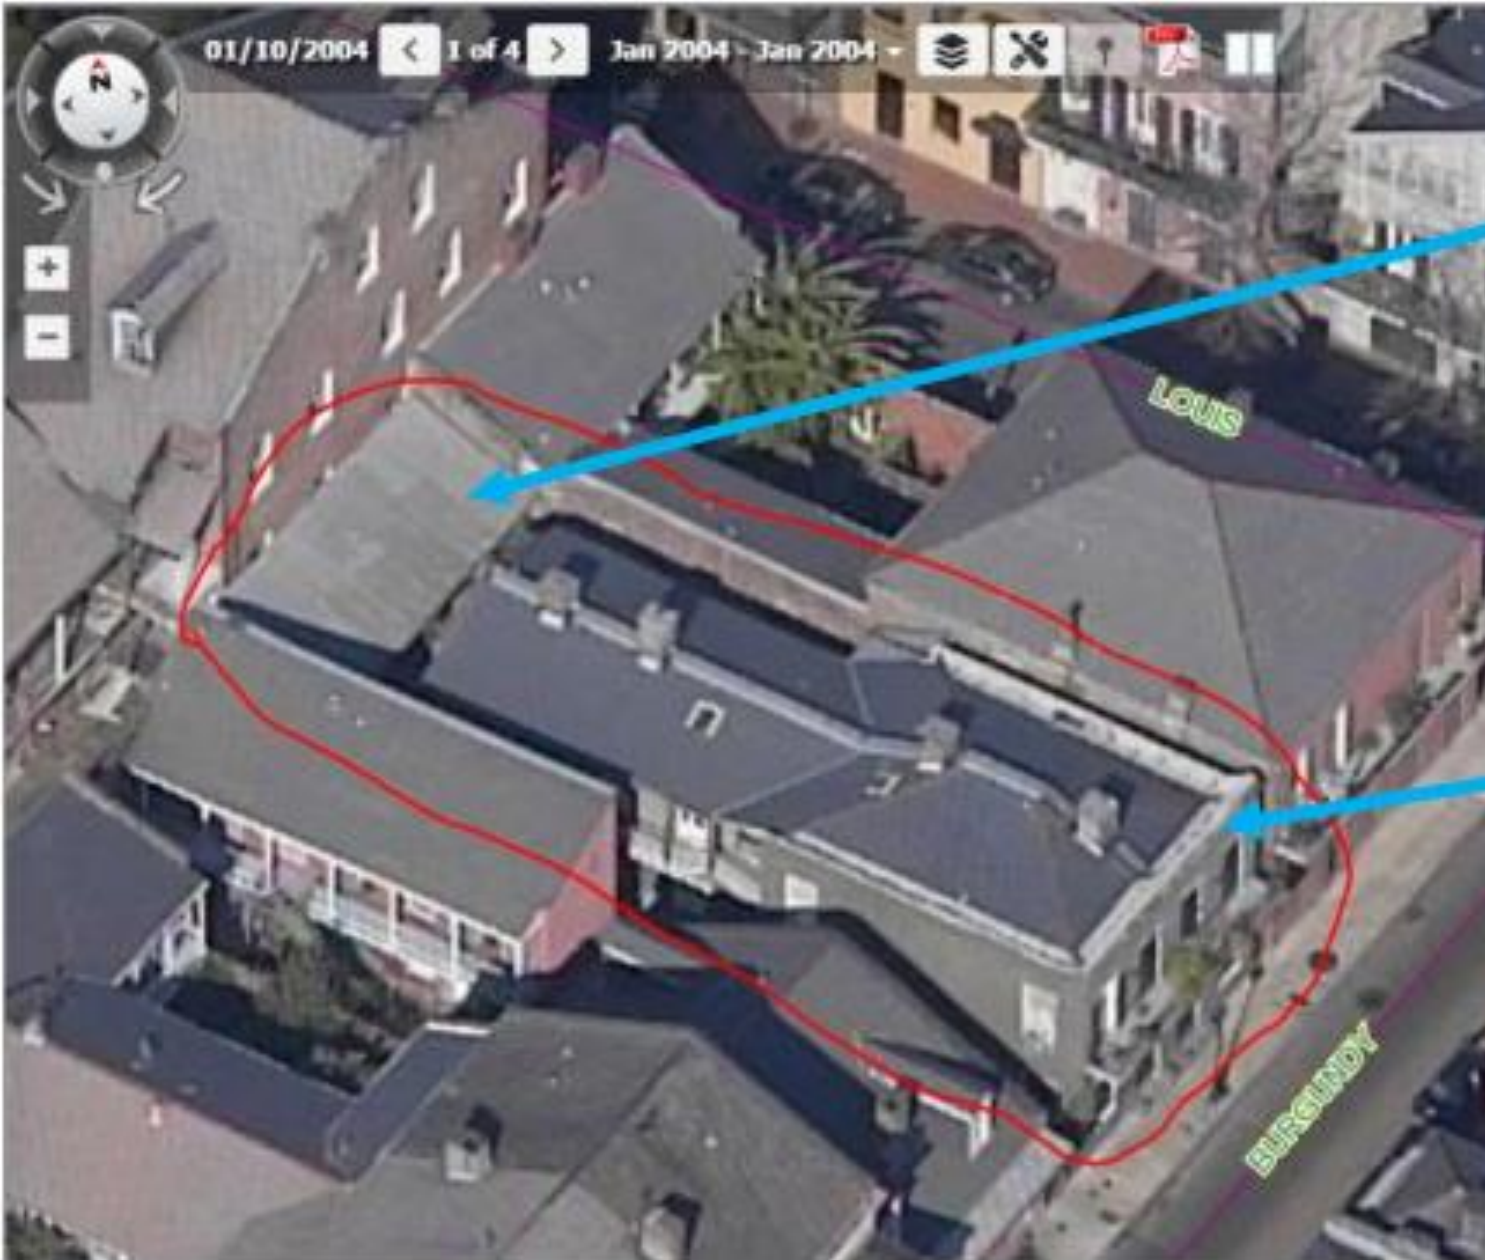 N
01/10/2004 < 1 of 4 > Jan 2004 - Jan 2004
+
−
LOUIS
BURGUNDY